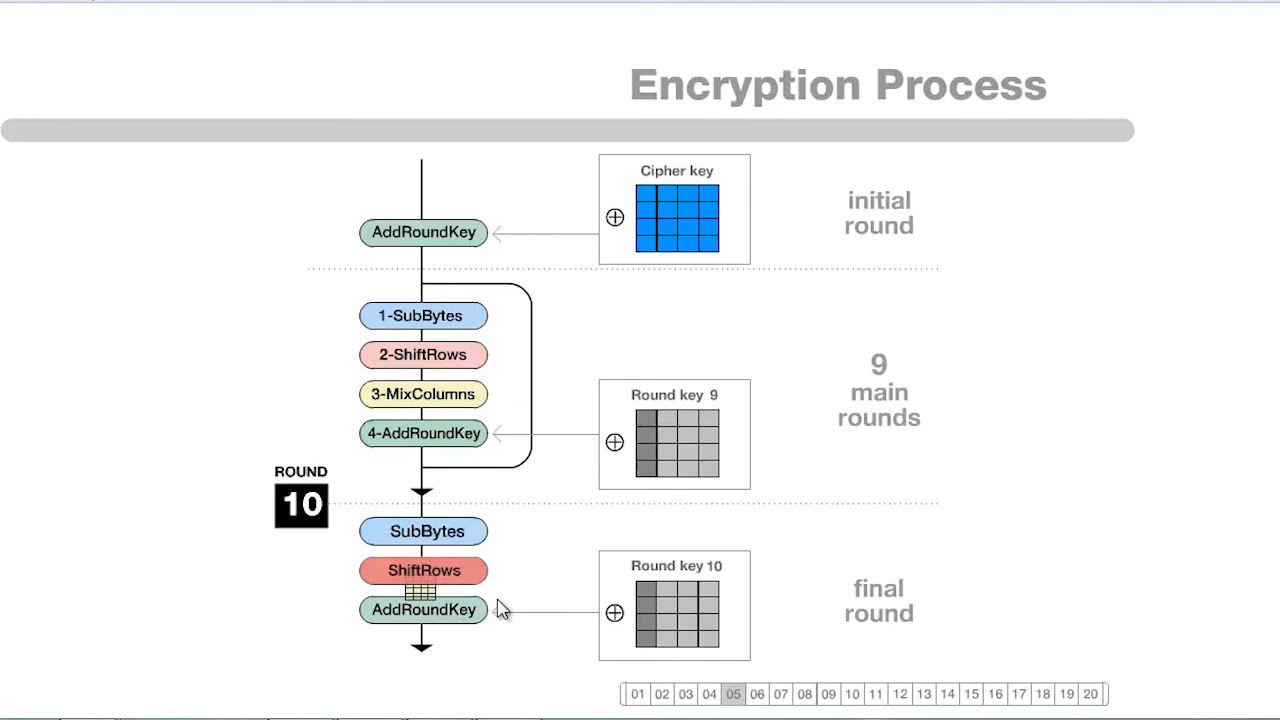 Encryption Process
Cipher key
initial
round
AddRoundKey
1-SubBytes
2-ShiftRows
3-MixColumns
4-AddRoundKey
Round key 9
9
main
rounds
ROUND
10
SubBytes
ShiftRows
AddRoundKey
Round key 10
final
round
01 02 03 04 05 06 07 08 09 10 11 12 13 14 15 16 17 18 19 20